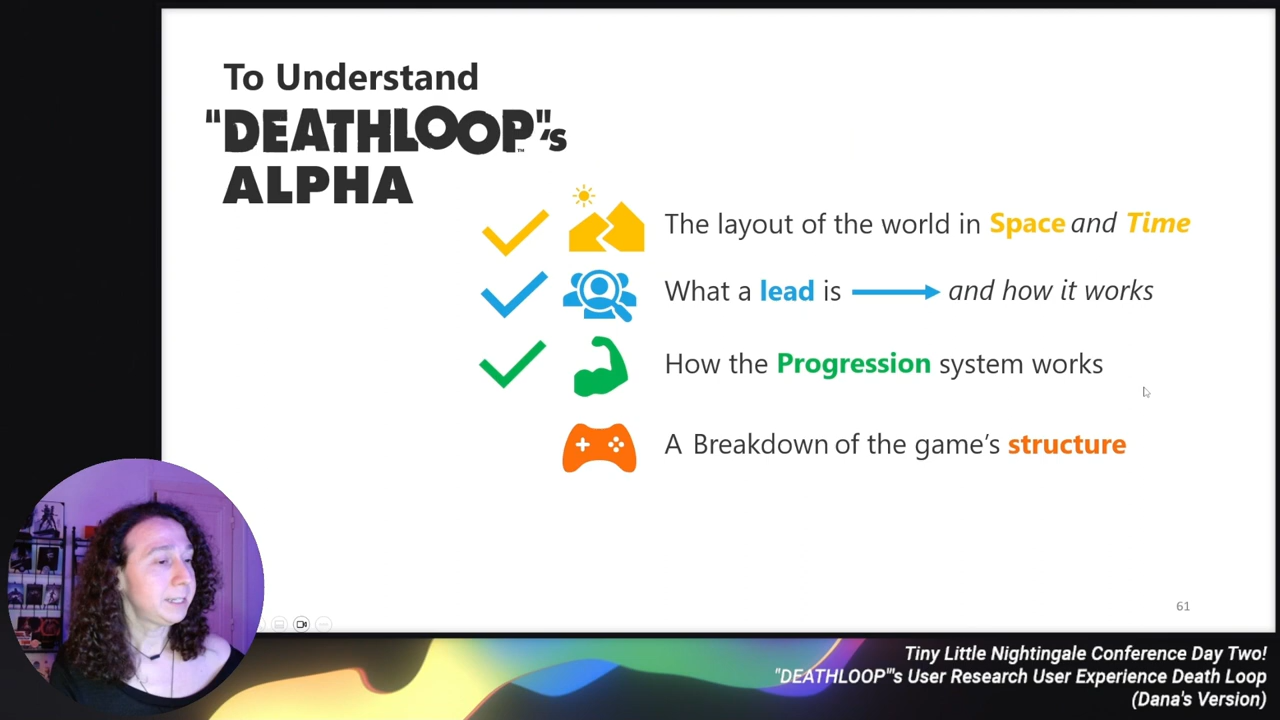 To Understand
"DEATHLOOP"'s
ALPHA
The layout of the world in Space and Time
What a lead is and how it works
How the Progression system works
A Breakdown of the game's structure
61
Tiny Little Nightingale Conference Day Two!
"DEATHLOOP"'s User Research User Experience Death Loop
(Dana's Version)